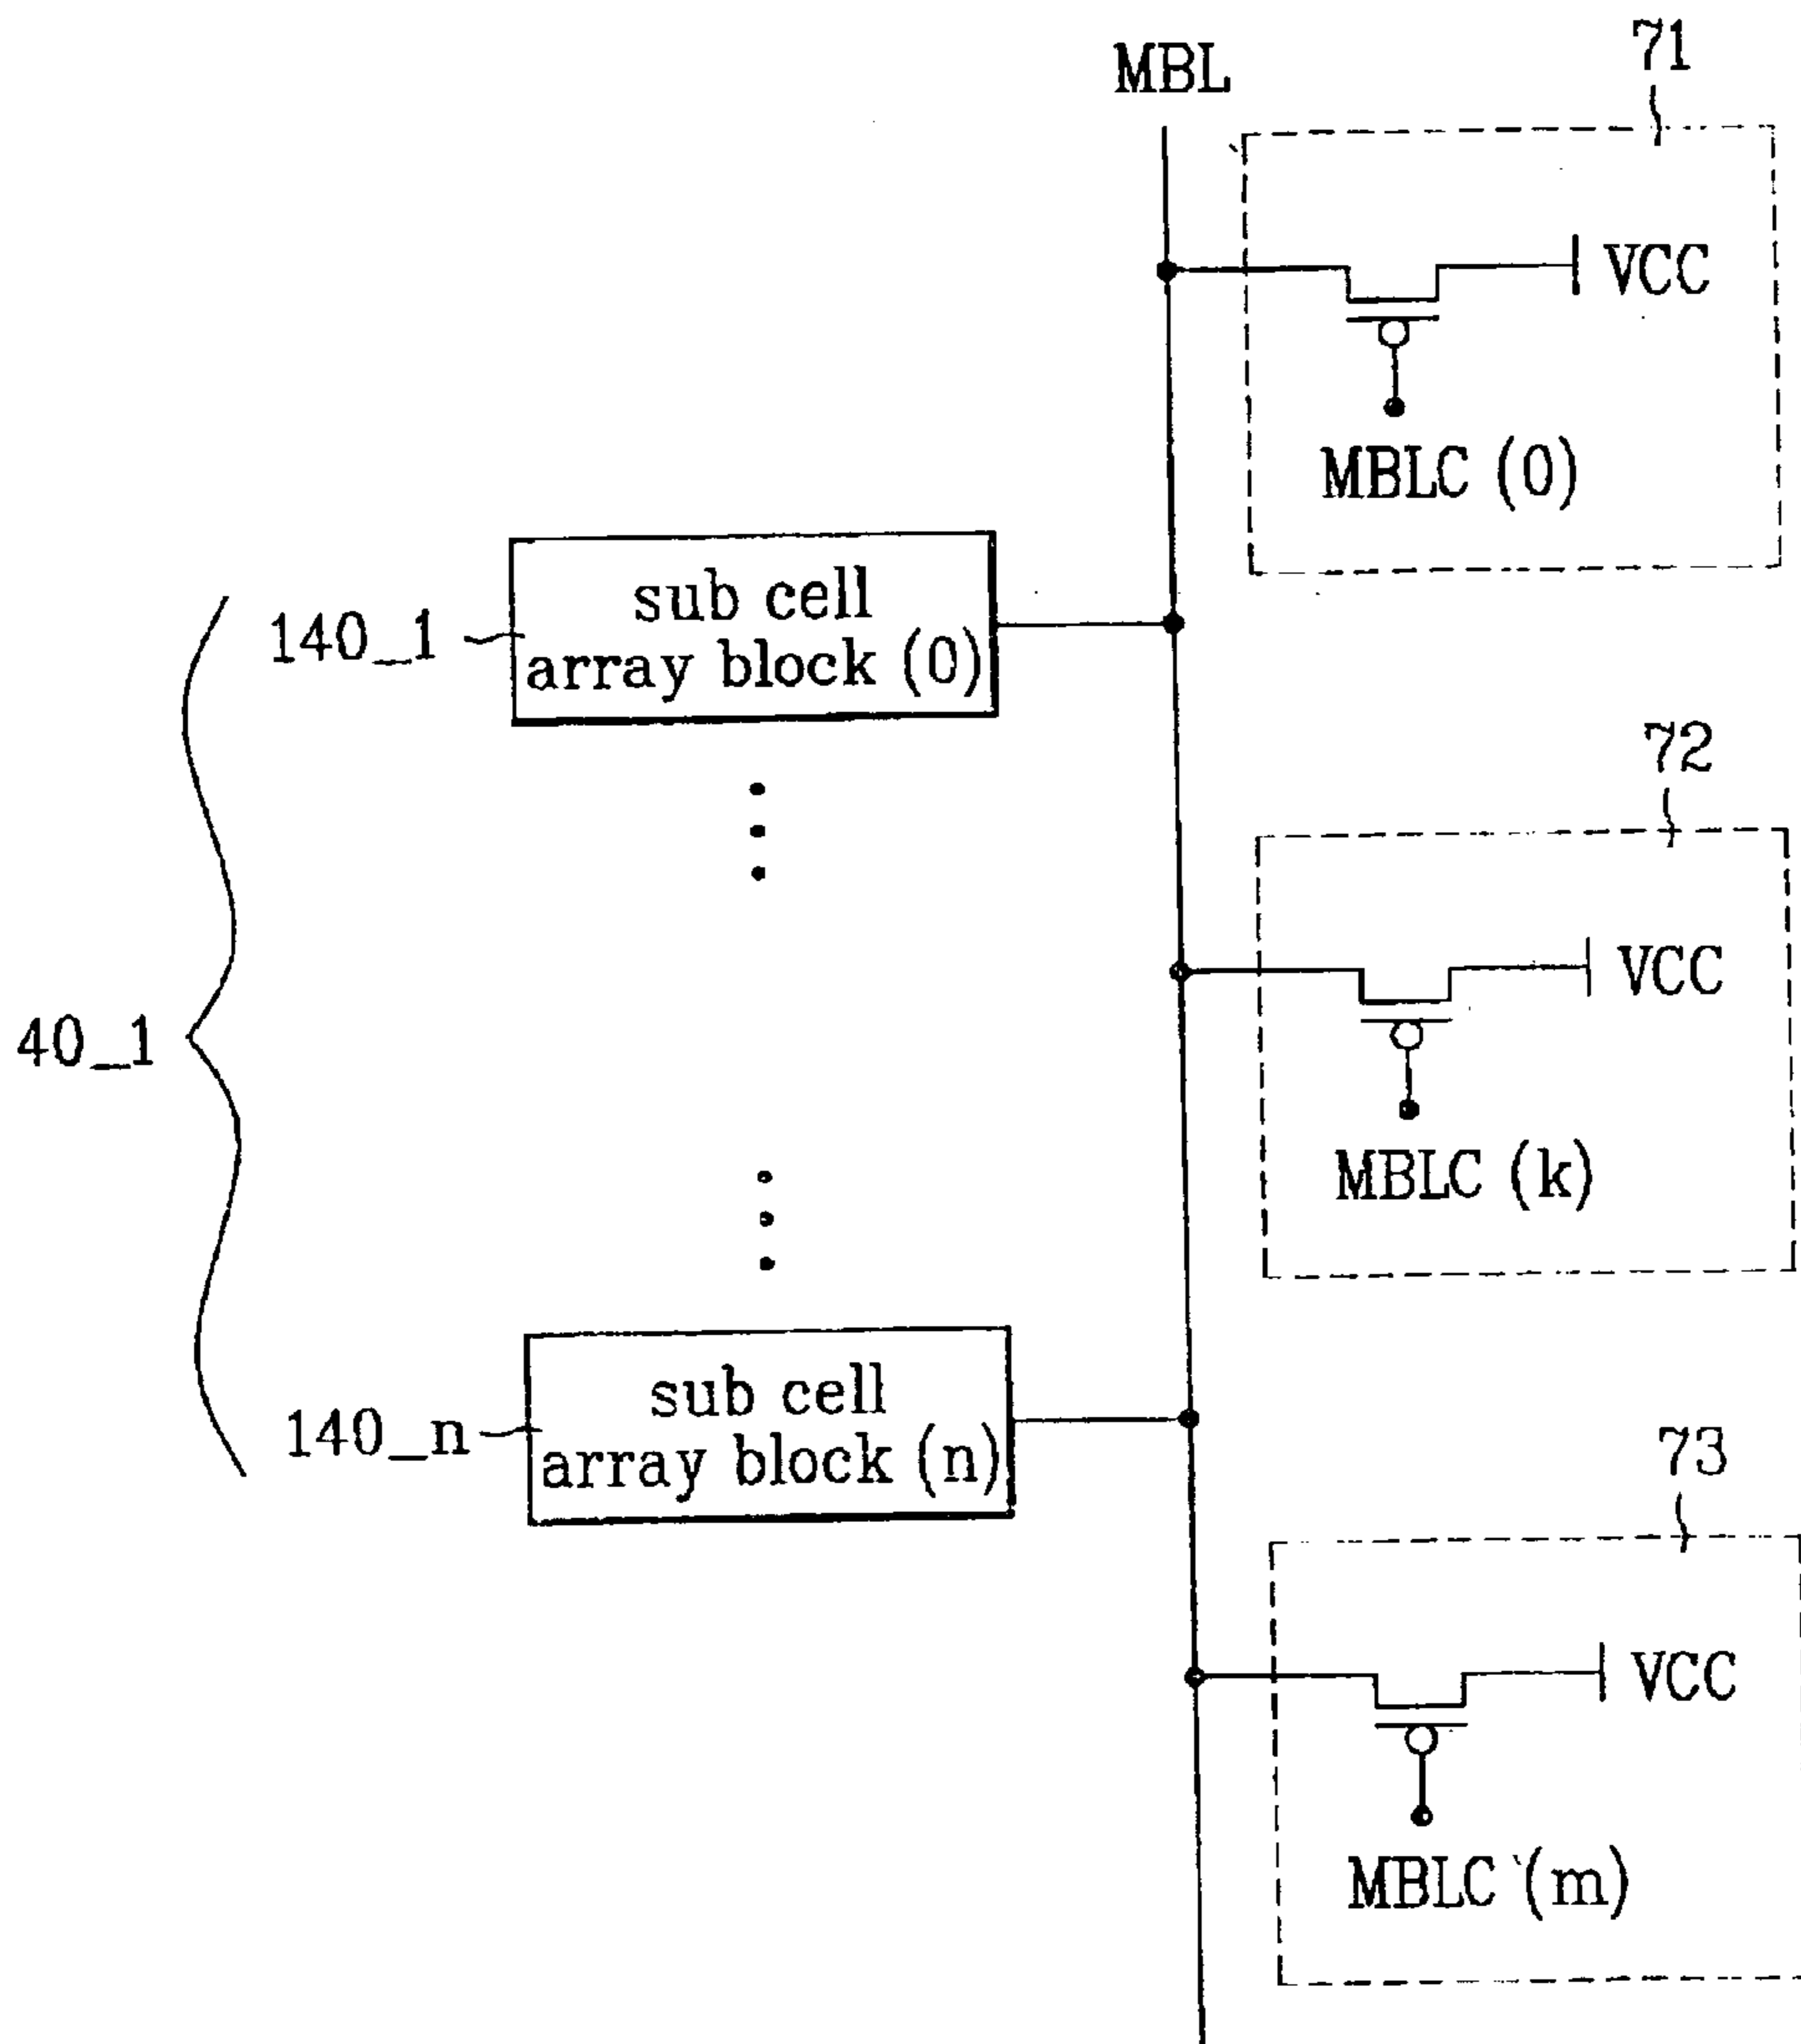 71
MBL
VCC
MBLC (0)
140_1
sub cell
array block (0)
72
VCC
MBLC (k)
40_1
140_n
sub cell
array block (n)
73
VCC
MBLC (m)